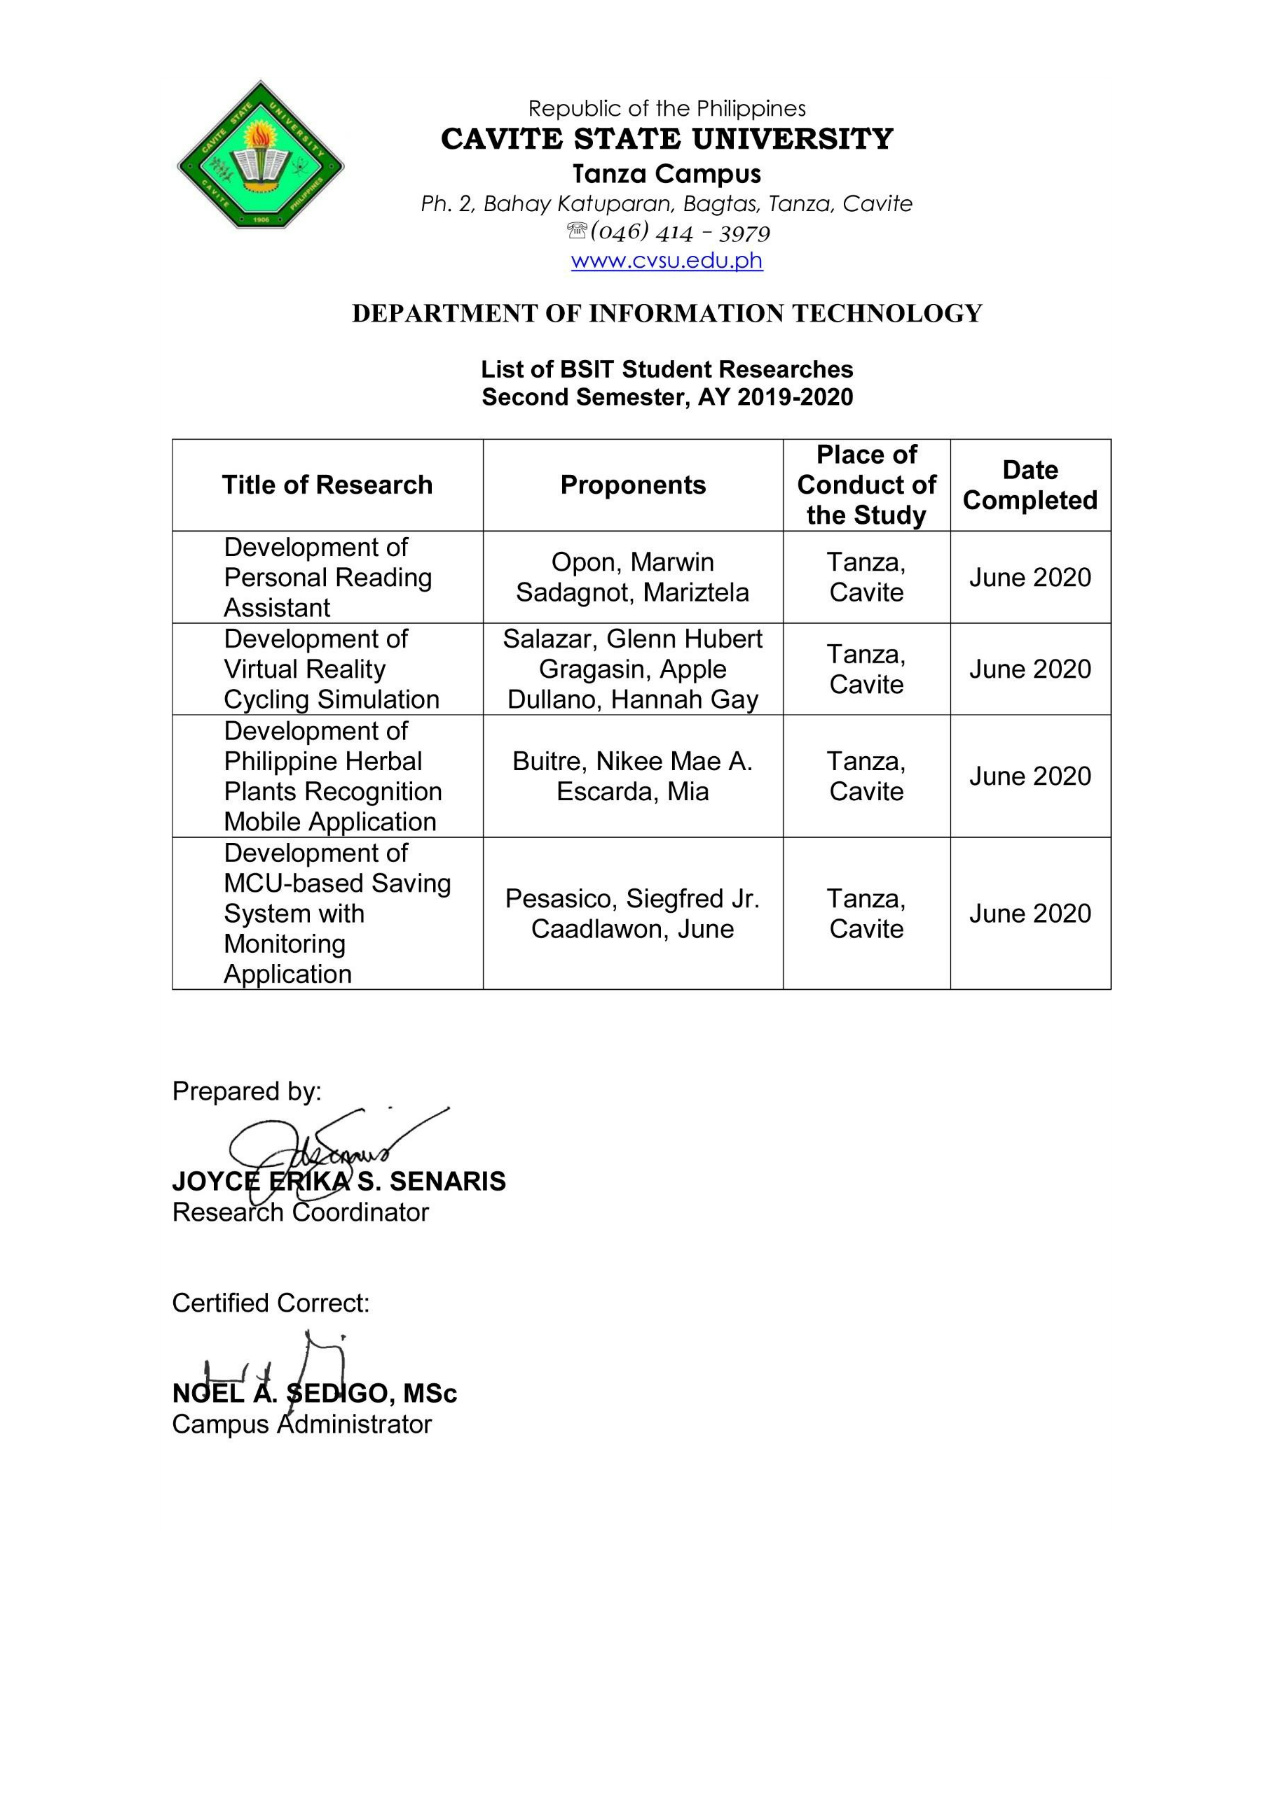 CAVITE STATE UNIVERSITY
CAVITE PHILIPPINES
1906
Republic of the Philippines
CAVITE STATE UNIVERSITY
Tanza Campus
Ph. 2, Bahay Katuparan, Bagtas, Tanza, Cavite
☏(046) 414 - 3979
www.cvsu.edu.ph
DEPARTMENT OF INFORMATION TECHNOLOGY
List of BSIT Student Researches
Second Semester, AY 2019-2020
Title of Research
Proponents
Place of
Conduct of
the Study
Date
Completed
Development of
Personal Reading
Assistant
Opon, Marwin
Sadagnot, Mariztela
Tanza,
Cavite
June 2020
Development of
Virtual Reality
Cycling Simulation
Salazar, Glenn Hubert
Gragasin, Apple
Dullano, Hannah Gay
Tanza,
Cavite
June 2020
Development of
Philippine Herbal
Plants Recognition
Mobile Application
Buitre, Nikee Mae A.
Escarda, Mia
Tanza,
Cavite
June 2020
Development of
MCU-based Saving
System with
Monitoring
Application
Pesasico, Siegfred Jr.
Caadlawon, June
Tanza,
Cavite
June 2020
Prepared by:
JOYCE ERIKA S. SENARIS
Research Coordinator
Certified Correct:
NOEL A. SEDIGO, MSc
Campus Administrator